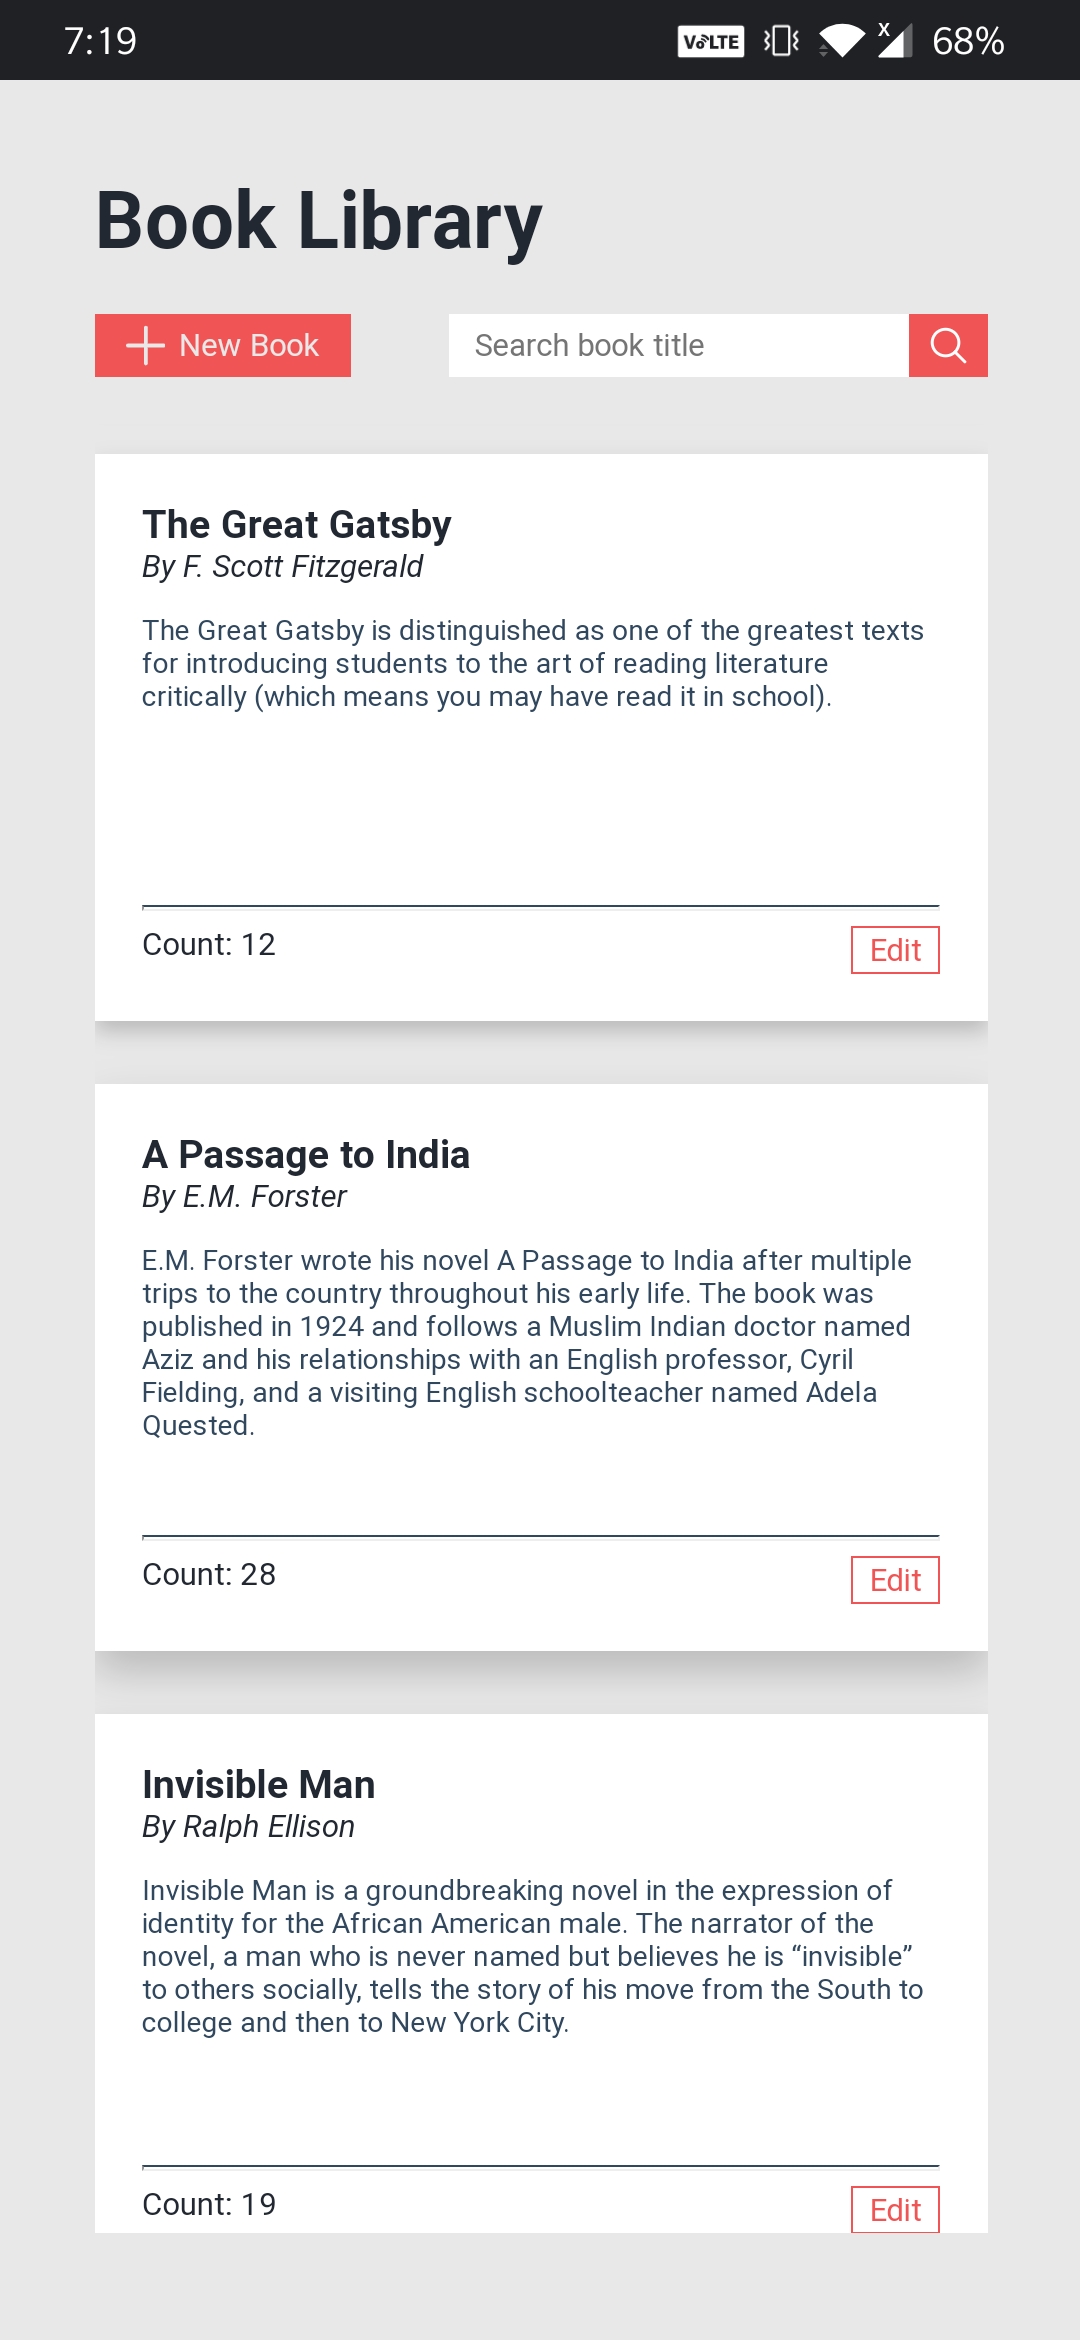 7:19
VoLTE
X
68%
Book Library
New Book
Search book title
The Great Gatsby
By F. Scott Fitzgerald
The Great Gatsby is distinguished as one of the greatest texts
for introducing students to the art of reading literature
critically (which means you may have read it in school).
Count: 12
Edit
A Passage to India
By E.M. Forster
E.M. Forster wrote his novel A Passage to India after multiple
trips to the country throughout his early life. The book was
published in 1924 and follows a Muslim Indian doctor named
Aziz and his relationships with an English professor, Cyril
Fielding, and a visiting English schoolteacher named Adela
Quested.
Count: 28
Edit
Invisible Man
By Ralph Ellison
Invisible Man is a groundbreaking novel in the expression of
identity for the African American male. The narrator of the
novel, a man who is never named but believes he is “invisible”
to others socially, tells the story of his move from the South to
college and then to New York City.
Count: 19
Edit